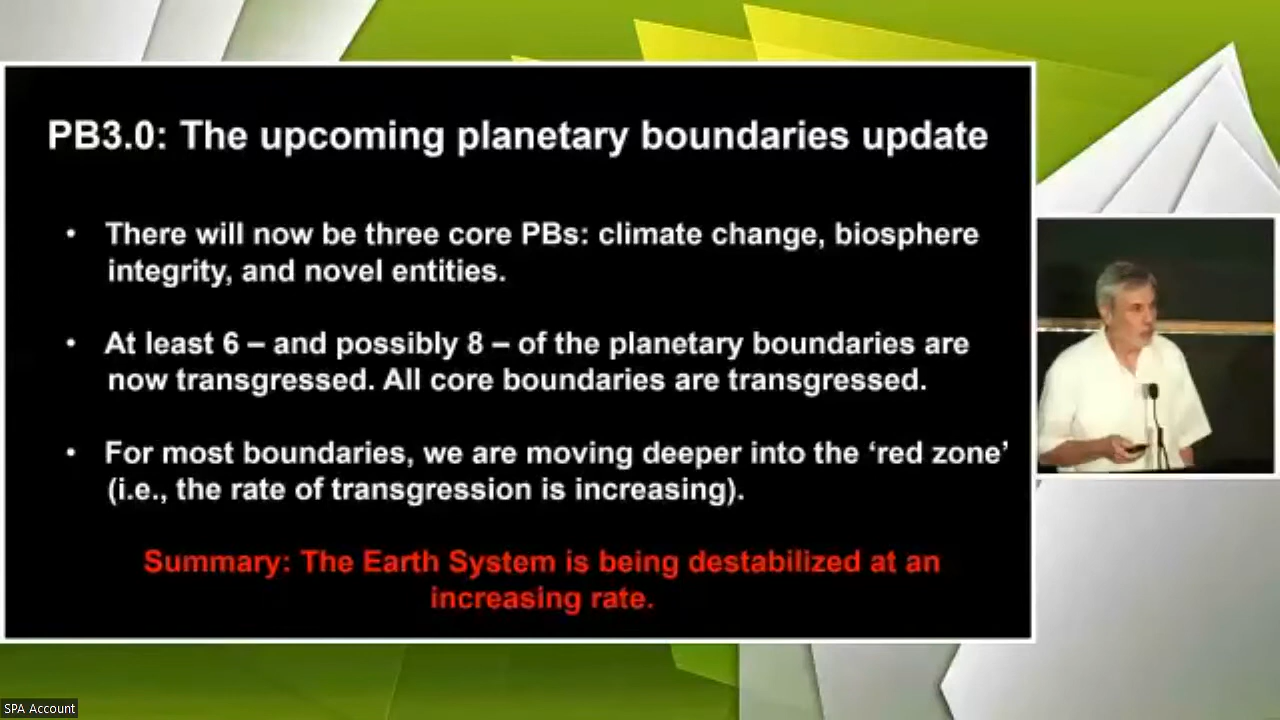 PB3.0: The upcoming planetary boundaries update
• There will now be three core PBs: climate change, biosphere
integrity, and novel entities.
• At least 6 – and possibly 8 – of the planetary boundaries are
now transgressed. All core boundaries are transgressed.
• For most boundaries, we are moving deeper into the ‘red zone’
(i.e., the rate of transgression is increasing).
Summary: The Earth System is being destabilized at an
increasing rate.
SPA Account